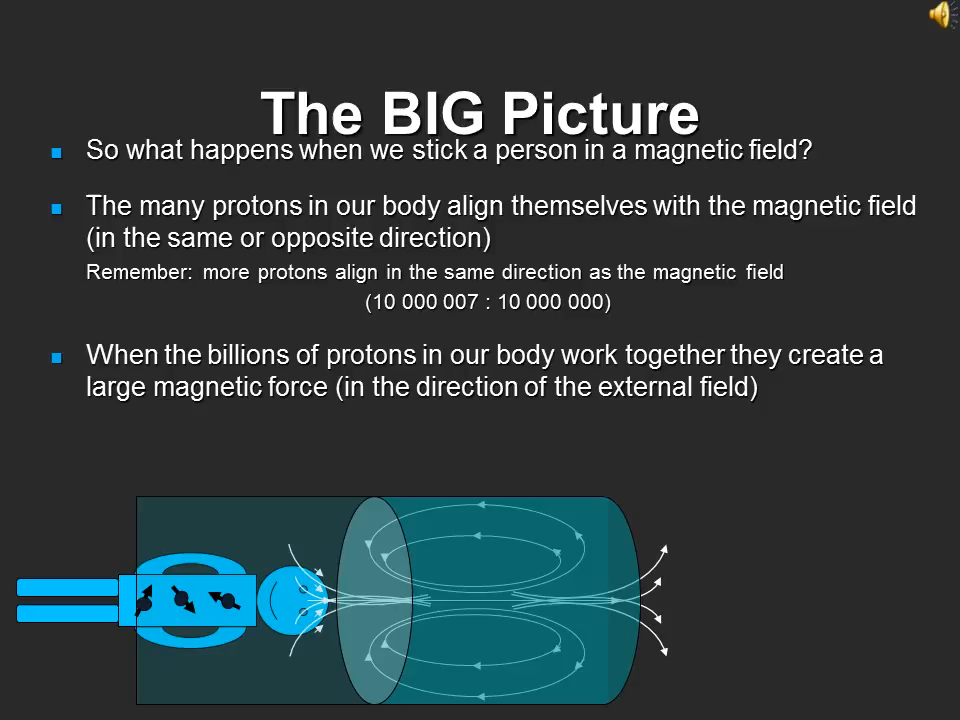 The BIG Picture
So what happens when we stick a person in a magnetic field?
The many protons in our body align themselves with the magnetic field
(in the same or opposite direction)
Remember: more protons align in the same direction as the magnetic field
(10 000 007 : 10 000 000)
When the billions of protons in our body work together they create a
large magnetic force (in the direction of the external field)